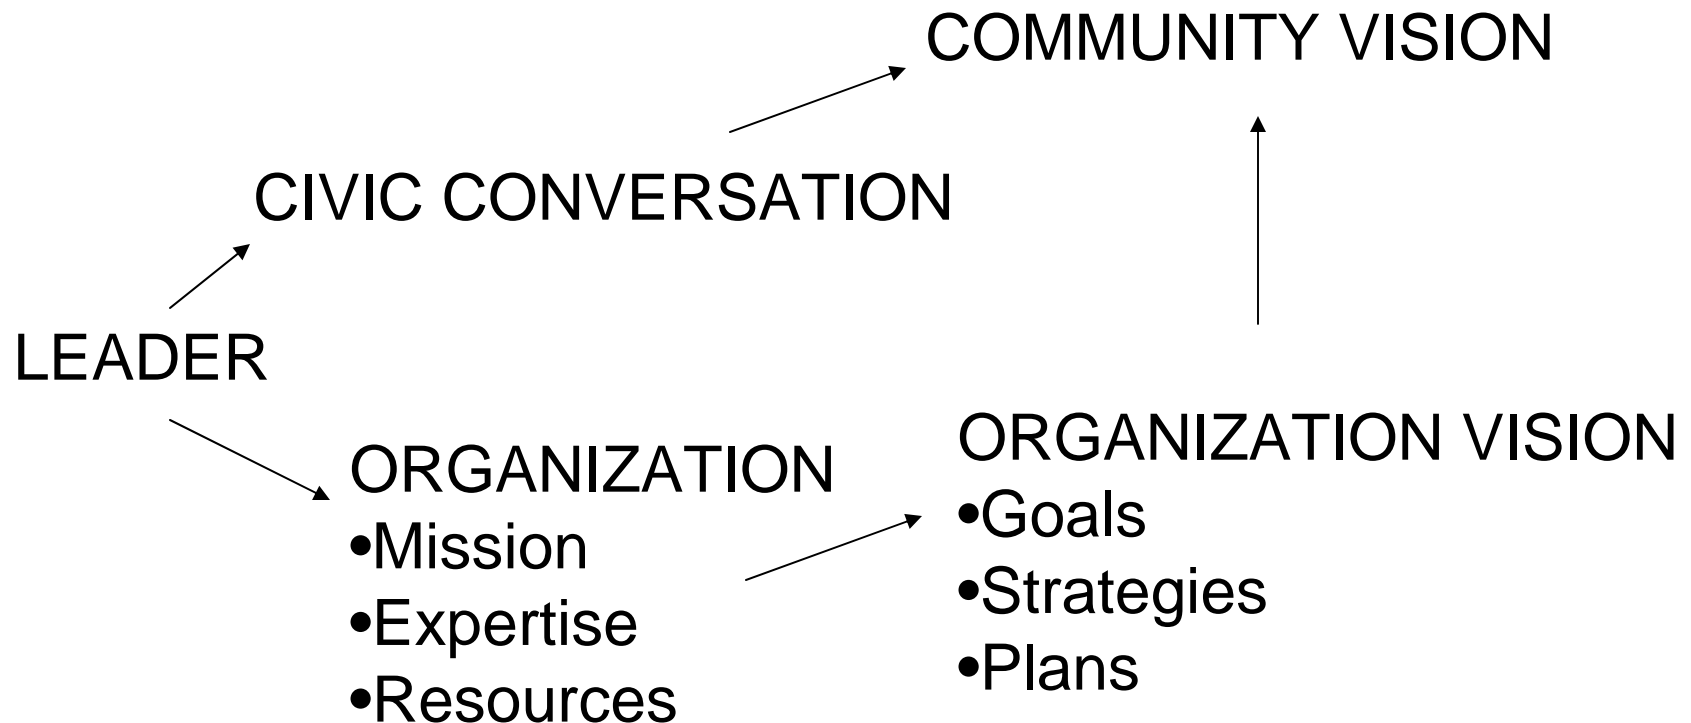 COMMUNITY VISION
CIVIC CONVERSATION
LEADER
ORGANIZATION
•Mission
•Expertise
•Resources
ORGANIZATION VISION
•Goals
•Strategies
•Plans